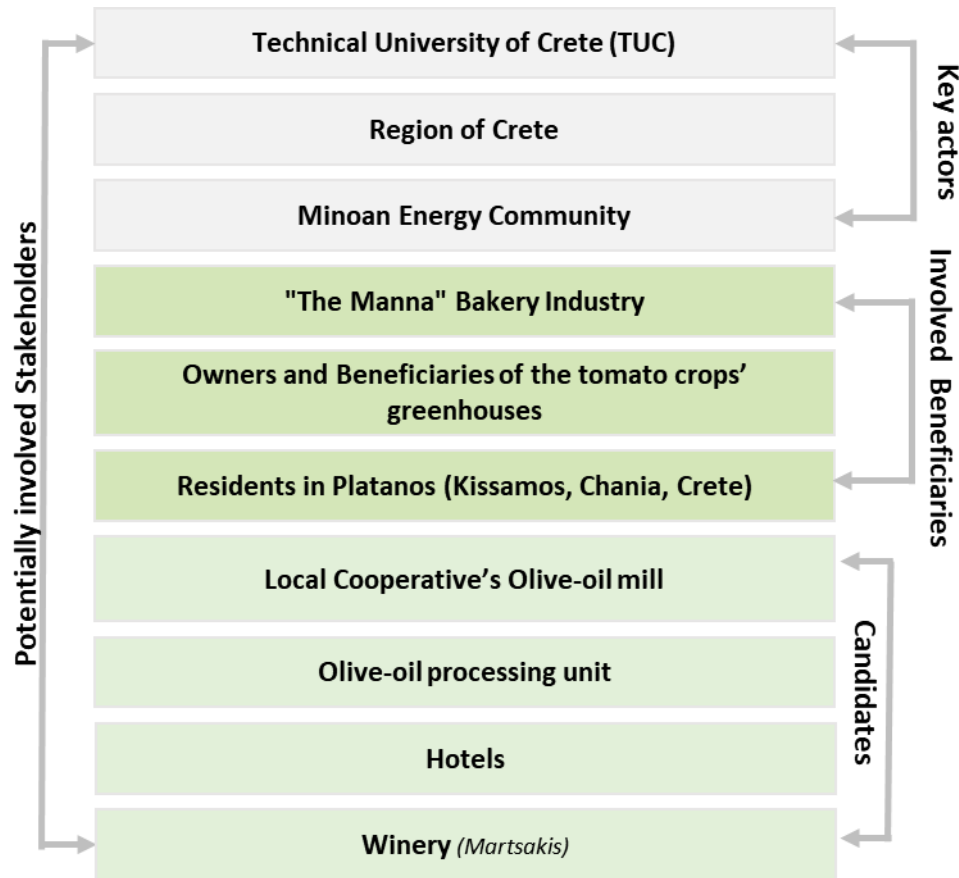 Technical University of Crete (TUC)
Region of Crete
Minoan Energy Community
"The Manna" Bakery Industry
Owners and Beneficiaries of the tomato crops’
greenhouses
Residents in Platanos (Kissamos, Chania, Crete)
Local Cooperative’s Olive-oil mill
Olive-oil processing unit
Hotels
Winery (Martsakis)
Potentially involved Stakeholders
Key actors
Involved Beneficiaries
Candidates